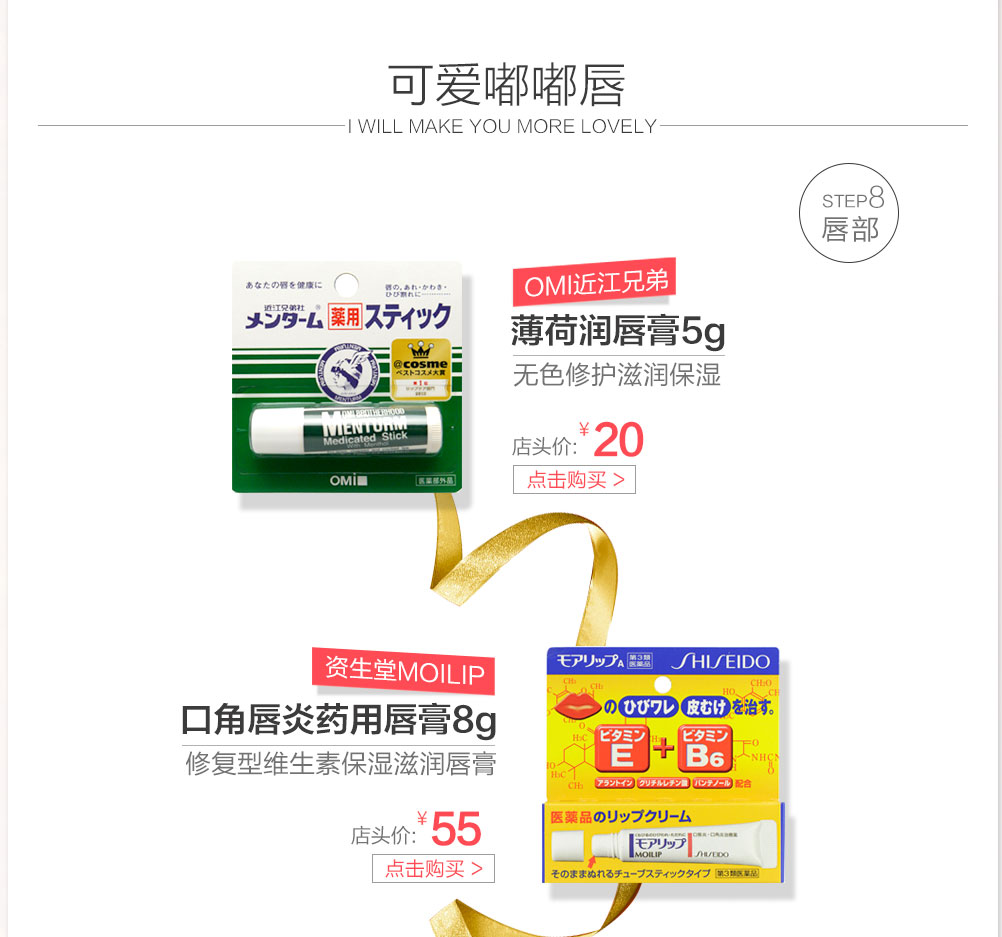 可爱嘟嘟唇
I WILL MAKE YOU MORE LOVELY
STEP8
唇部
OMI近江兄弟
薄荷润唇膏5g
无色修护滋润保湿
店头价:￥20
点击购买 >
あなたの唇を健康に
唇の,あれ・かわき・
ひび割れに
近江兄弟社
メンターム®薬用スティック
@cosme
ベストコスメ大賞
第1位
OMI BROTHERHOOD
MENTURM
Medicated Stick
With Menthol
OMi
医薬部外品
资生堂MOILIP
口角唇炎药用唇膏8g
修复型维生素保湿滋润唇膏
店头价:￥55
点击购买 >
モアリップA 第3類医薬品 SHISEIDO
のひびワレ 皮むけを治す。
ビタミンE+ビタミンB6
アラントイン グリチルレチン酸 パンテノール 配合
医薬品のリップクリーム
モアリップ
MOILIP SHISEIDO
そのままぬれるチューブスティックタイプ 第3類医薬品